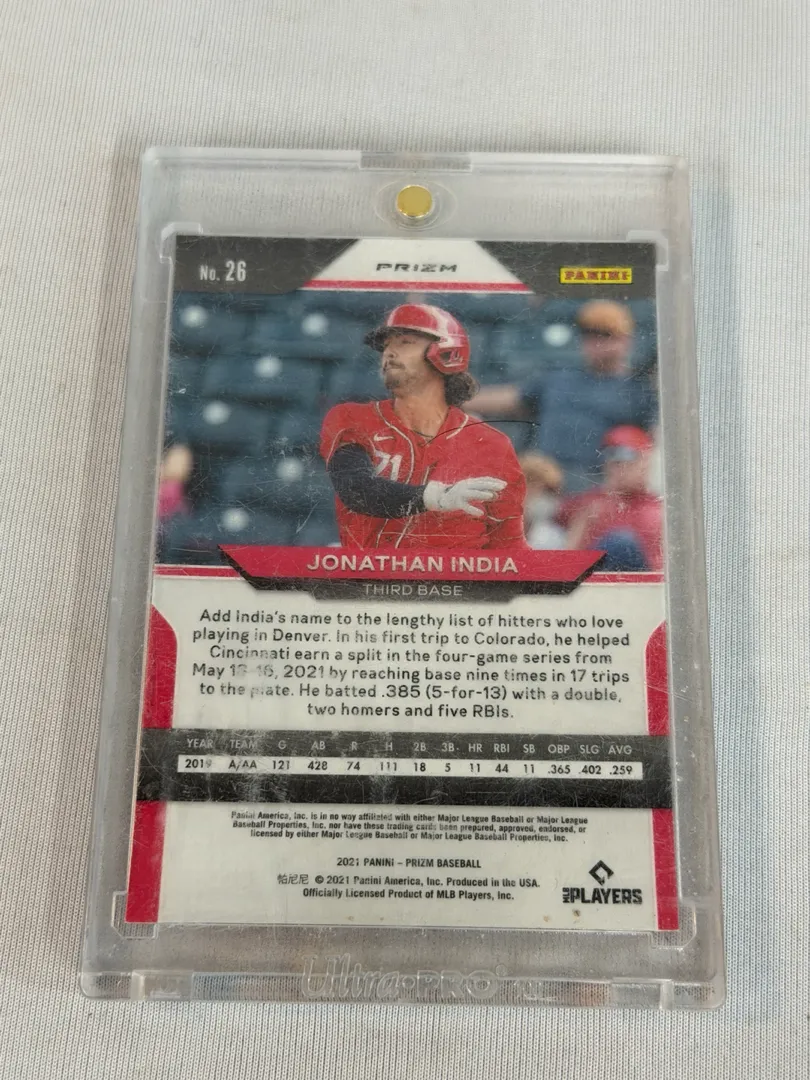 No. 26
PRIZM
PANINI
71
JONATHAN INDIA
THIRD BASE
Add India's name to the lengthy list of hitters who love
playing in Denver. In his first trip to Colorado, he helped
Cincinnati earn a split in the four-game series from
May 13-16, 2021 by reaching base nine times in 17 trips
to the plate. He batted .385 (5-for-13) with a double,
two homers and five RBIs.
YEAR TEAM G AB R H 2B 3B HR RBI SB OBP SLG AVG
2019 A/AA 121 428 74 111 18 5 11 44 11 .365 .402 .259
Panini America, Inc. is in no way affiliated with either Major League Baseball or Major League
Baseball Properties, Inc. nor have these trading cards been prepared, approved, endorsed, or
licensed by either Major League Baseball or Major League Baseball Properties, Inc.
2021 PANINI – PRIZM BASEBALL
帕尼尼 © 2021 Panini America, Inc. Produced in the USA.
Officially Licensed Product of MLB Players, Inc.
MLB PLAYERS
Ultra·PRO